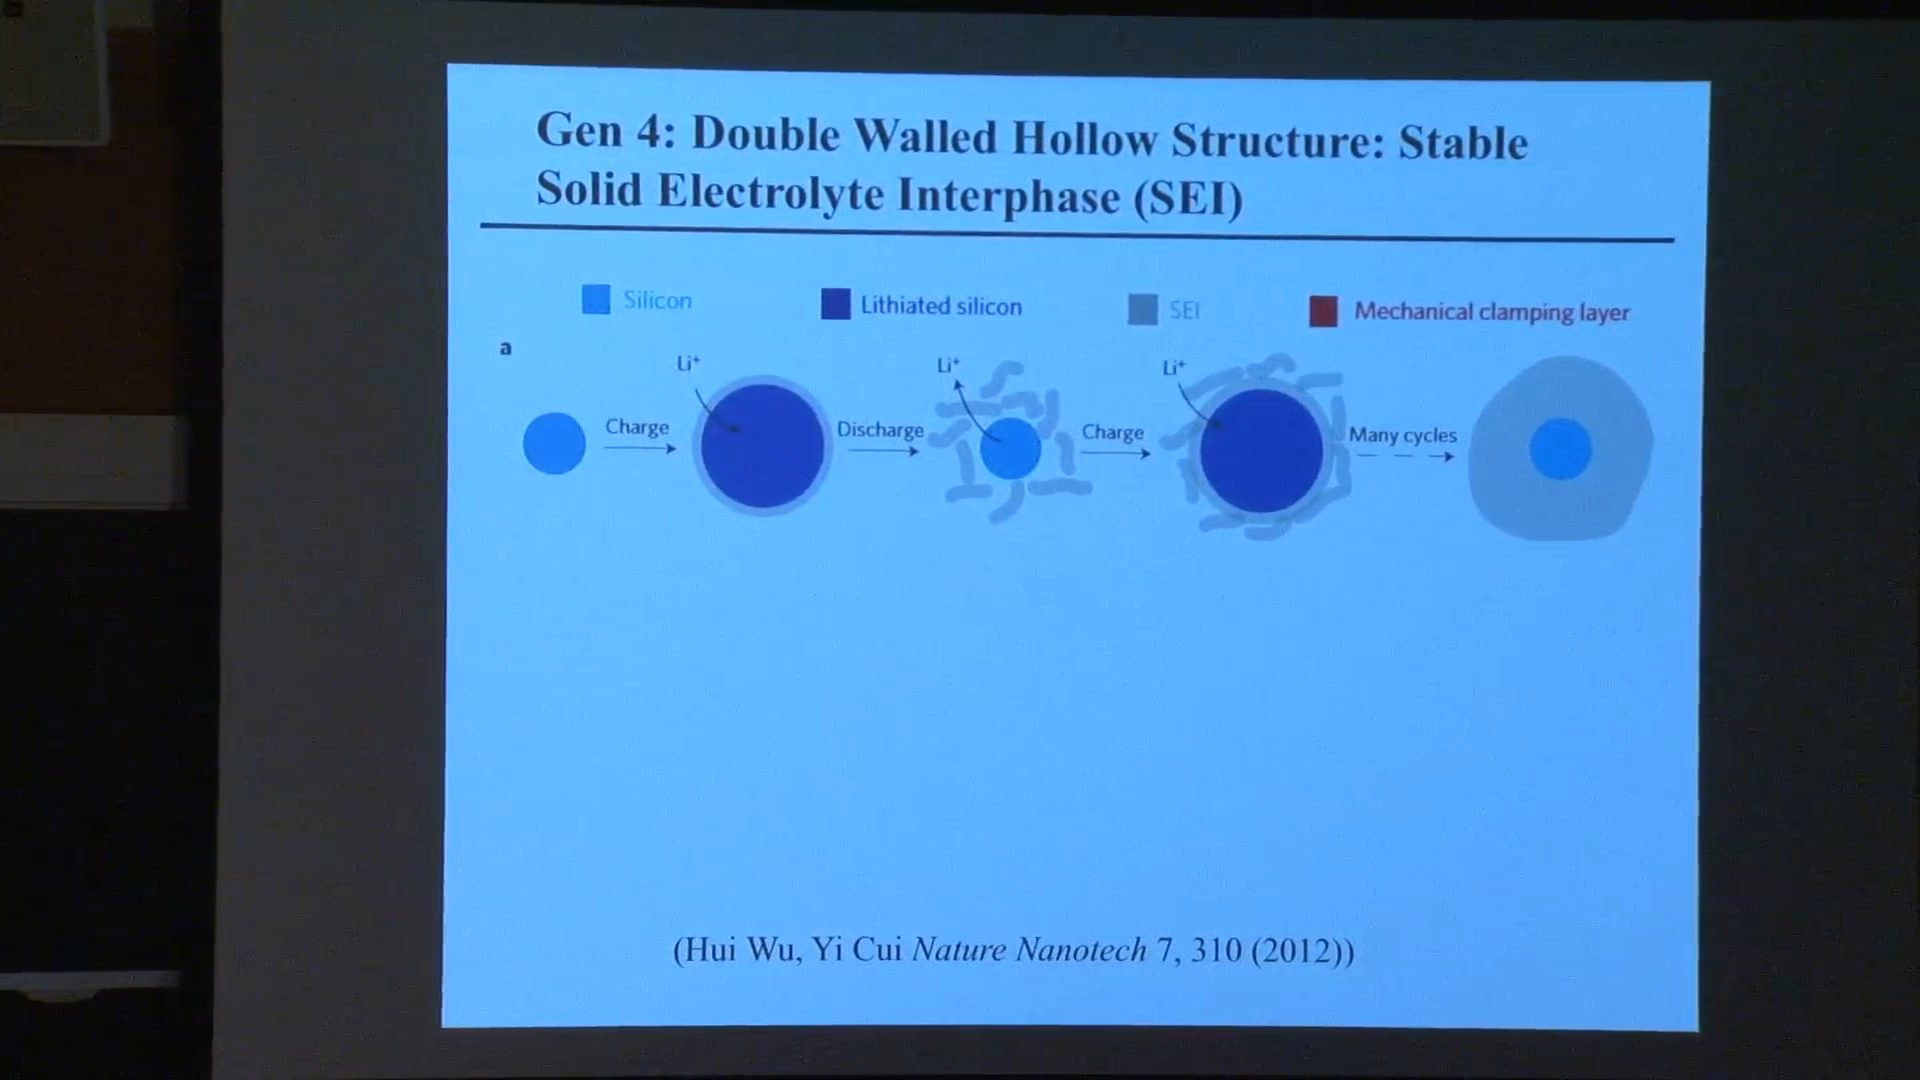 Gen 4: Double Walled Hollow Structure: Stable
Solid Electrolyte Interphase (SEI)
Silicon
Lithiated silicon
SEI
Mechanical clamping layer
a
Li⁺
Li⁺
Li⁺
Charge
Discharge
Charge
Many cycles
(Hui Wu, Yi Cui Nature Nanotech 7, 310 (2012))